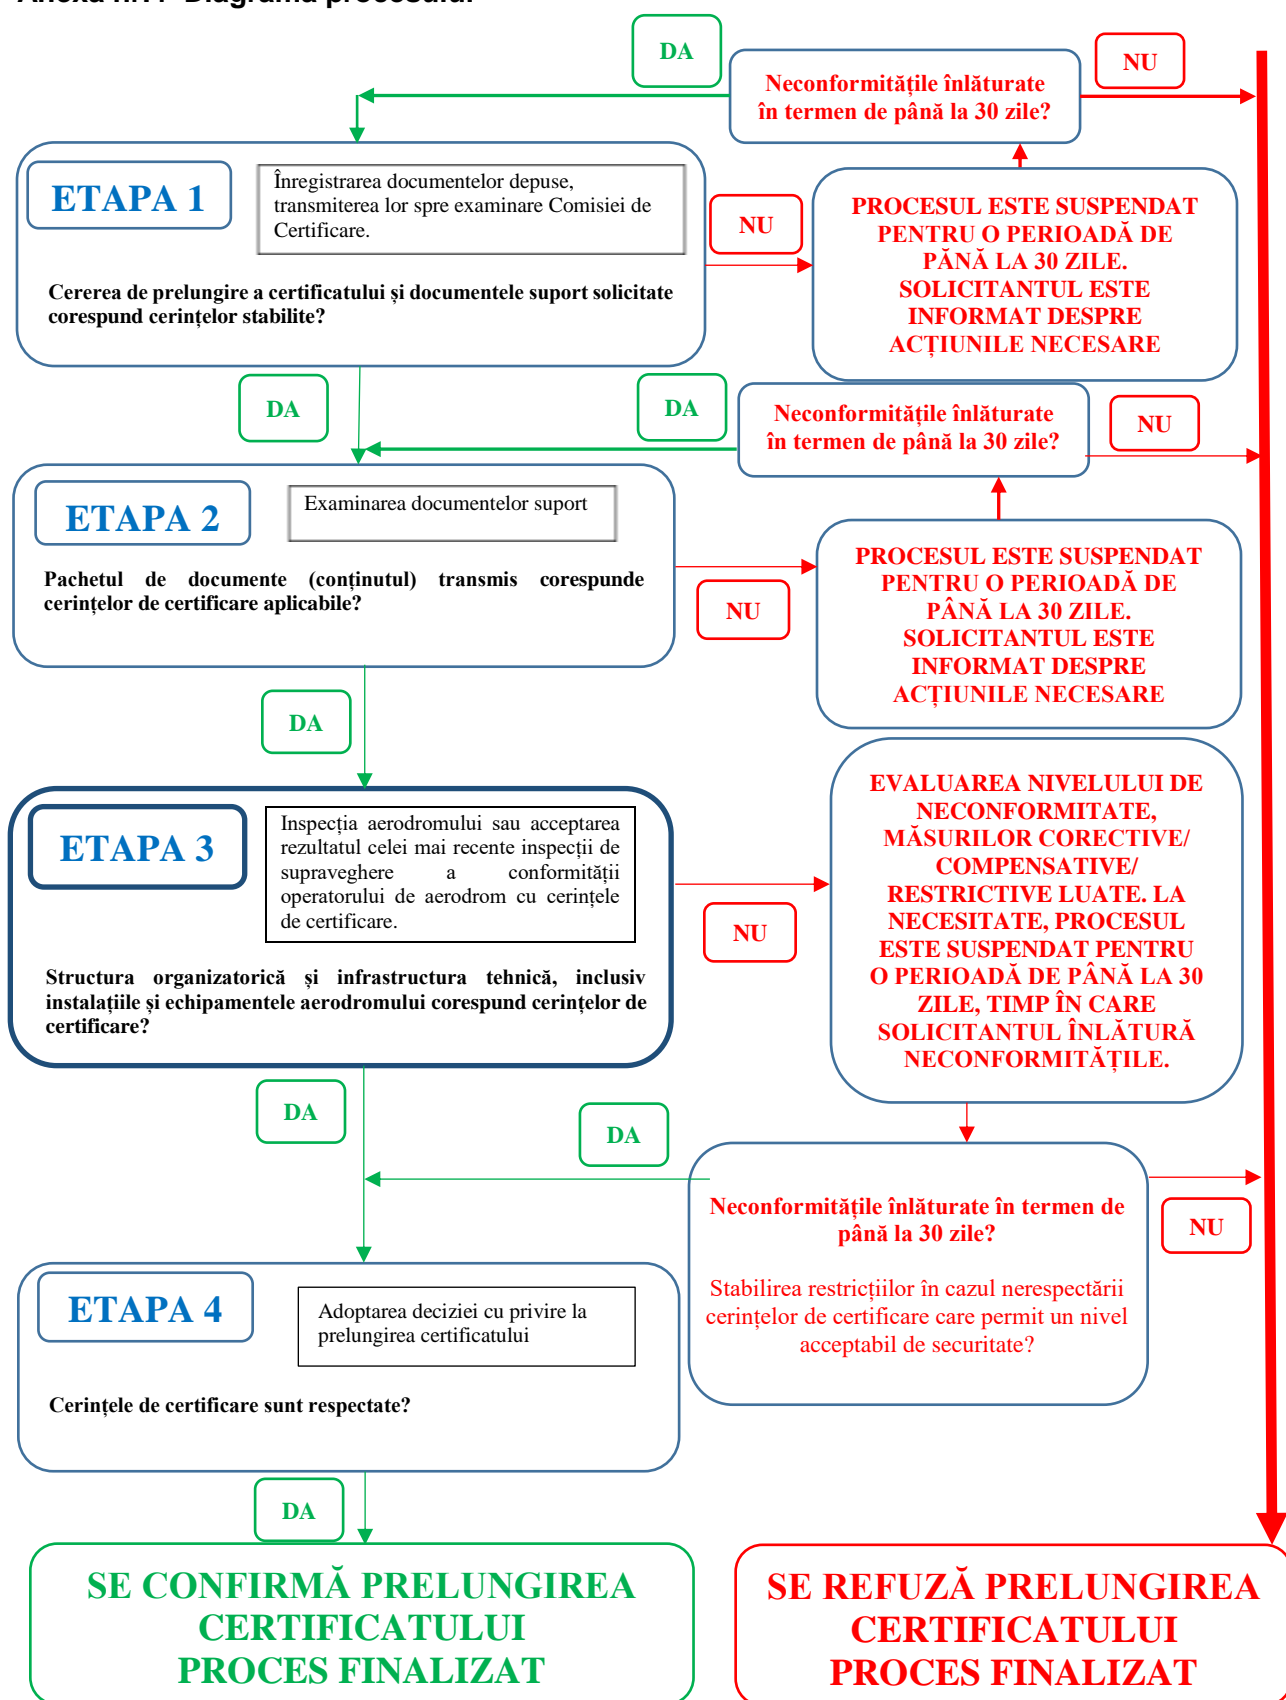 DA
Neconformitățile înlăturate
în termen de până la 30 zile?
NU
ETAPA 1
Înregistrarea documentelor depuse,
transmiterea lor spre examinare Comisiei de
Certificare.
Cererea de prelungire a certificatului și documentele suport solicitate
corespund cerințelor stabilite?
NU
PROCESUL ESTE SUSPENDAT
PENTRU O PERIOADĂ DE
PĂNĂ LA 30 ZILE.
SOLICITANTUL ESTE
INFORMAT DESPRE
ACȚIUNILE NECESARE
DA
DA
Neconformitățile înlăturate
în termen de până la 30 zile?
NU
ETAPA 2
Examinarea documentelor suport
Pachetul de documente (conținutul) transmis corespunde
cerințelor de certificare aplicabile?
NU
PROCESUL ESTE SUSPENDAT
PENTRU O PERIOADĂ DE
PÂNĂ LA 30 ZILE.
SOLICITANTUL ESTE
INFORMAT DESPRE
ACȚIUNILE NECESARE
DA
ETAPA 3
Inspecția aerodromului sau acceptarea
rezultatul celei mai recente inspecții de
supraveghere a conformității
operatorului de aerodrom cu cerințele
de certificare.
Structura organizatorică și infrastructura tehnică, inclusiv
instalațiile și echipamentele aerodromului corespund cerințelor de
certificare?
NU
EVALUAREA NIVELULUI DE
NECONFORMITATE,
MĂSURILOR CORECTIVE/
COMPENSATIVE/
RESTRICTIVE LUATE. LA
NECESITATE, PROCESUL
ESTE SUSPENDAT PENTRU
O PERIOADĂ DE PÂNĂ LA 30
ZILE, TIMP ÎN CARE
SOLICITANTUL ÎNLĂTURĂ
NECONFORMITĂȚILE.
DA
DA
Neconformitățile înlăturate în termen de
până la 30 zile?
Stabilirea restricțiilor în cazul nerespectării
cerințelor de certificare care permit un nivel
acceptabil de securitate?
NU
ETAPA 4
Adoptarea deciziei cu privire la
prelungirea certificatului
Cerințele de certificare sunt respectate?
DA
SE CONFIRMĂ PRELUNGIREA
CERTIFICATULUI
PROCES FINALIZAT
SE REFUZĂ PRELUNGIREA
CERTIFICATULUI
PROCES FINALIZAT